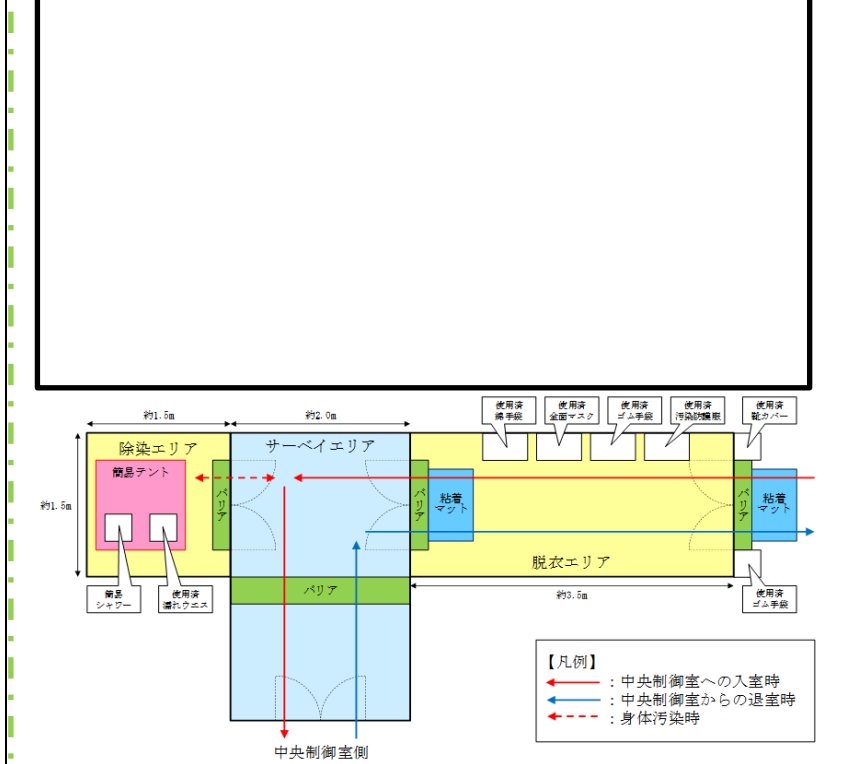 約1.5m
約2.0m
使用済
綿手袋
使用済
全面マスク
使用済
ゴム手袋
使用済
汚染防護服
使用済
靴カバー
除染エリア
サーベイエリア
簡易テント
約1.5m
バリア
バリア
粘着
マット
バリア
粘着
マット
脱衣エリア
簡易
シャワー
使用済
濡れウエス
バリア
約3.5m
使用済
ゴム手袋
【凡例】
:中央制御室への入室時
:中央制御室からの退室時
:身体汚染時
中央制御室側